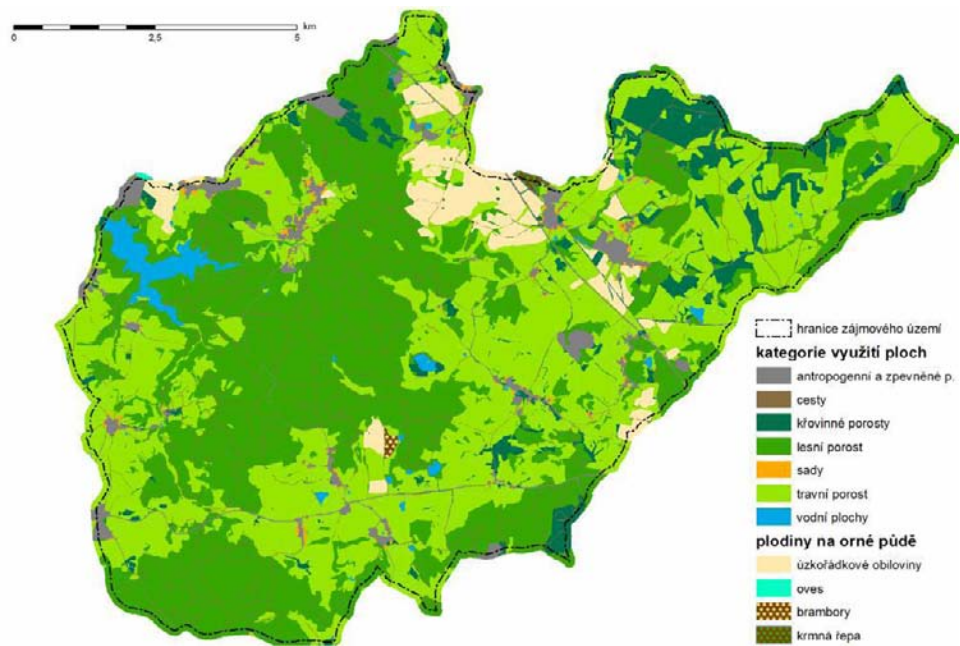 km
0 2,5 5
hranice zájmového území
kategorie využití ploch
antropogenní a zpevněné p.
cesty
křovinné porosty
lesní porost
sady
travní porost
vodní plochy
plodiny na orné půdě
úzkořádkové obiloviny
oves
brambory
krmná řepa